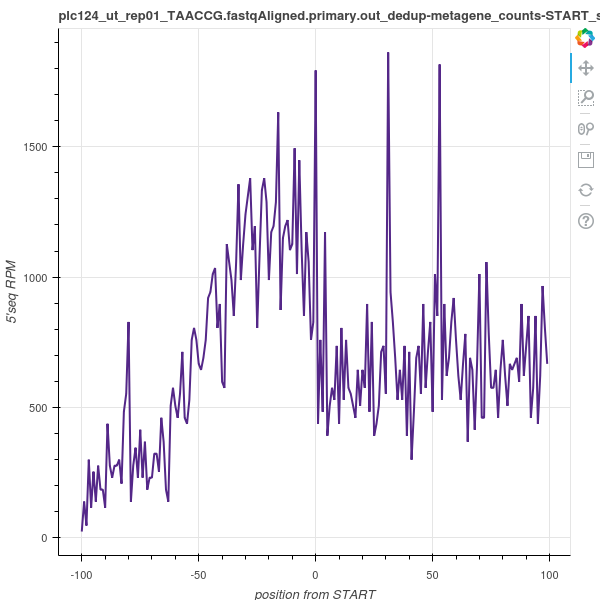 plc124_ut_rep01_TAACCG.fastqAligned.primary.out_dedup-metagene_counts-START_s
1500
1000
500
0
5'seq RPM
-100 -50 0 50 100
position from START